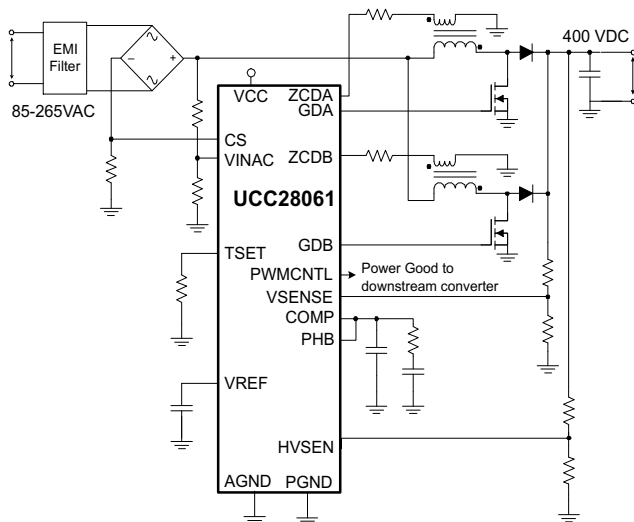 EMI
Filter
400 VDC
85-265VAC
VCC
ZCDA
GDA
CS
VINAC
ZCDB
UCC28061
TSET
GDB
PWMCNTL
Power Good to
downstream converter
VSENSE
COMP
PHB
VREF
HVSEN
AGND
PGND